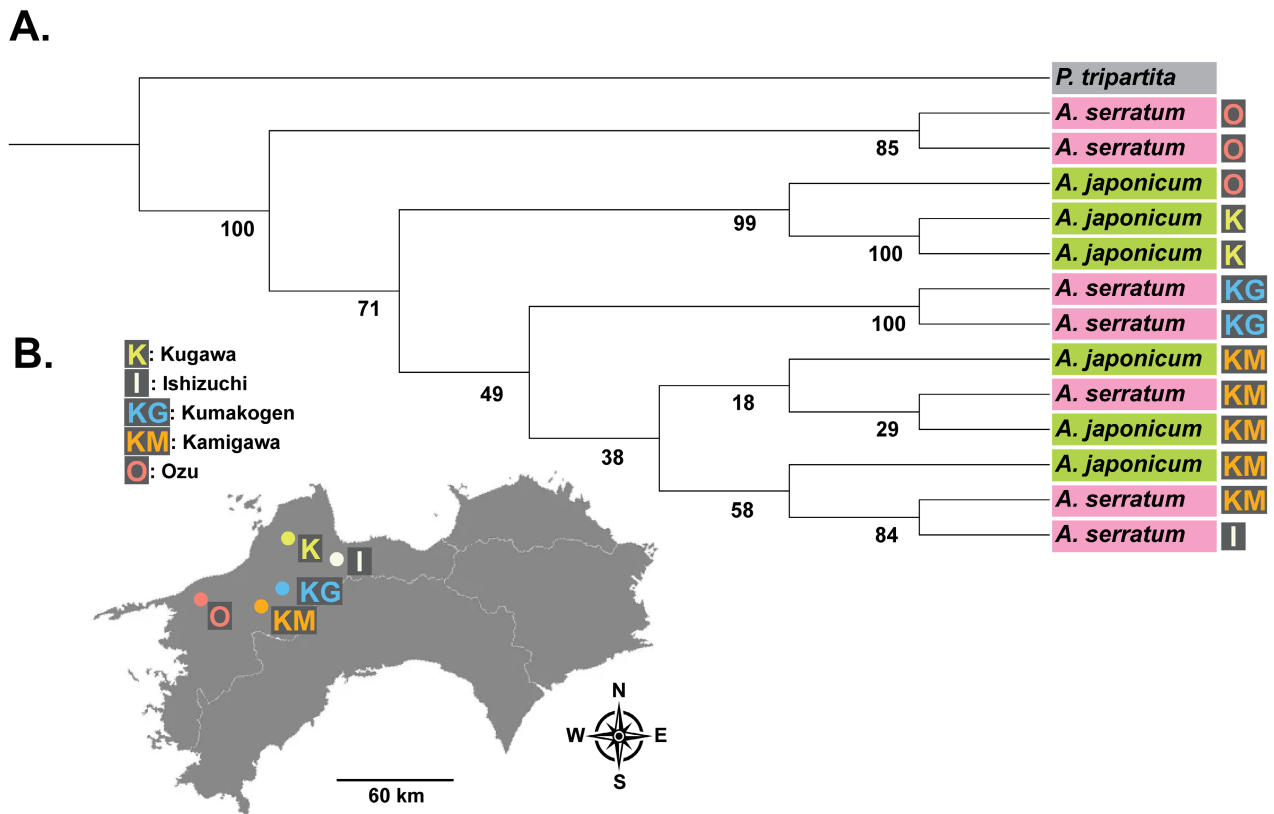 A.
P. tripartita
A. serratum O
85
A. serratum O
A. japonicum O
99
A. japonicum K
100
100
A. japonicum K
A. serratum KG
71
100
A. serratum KG
B.
K: Kugawa
A. japonicum KM
I: Ishizuchi
49
18
A. serratum KM
KG: Kumakogen
29
A. japonicum KM
KM: Kamigawa
38
A. japonicum KM
O: Ozu
58
A. serratum KM
84
A. serratum I
K
I
KG
O
KM
N
W E
S
60 km